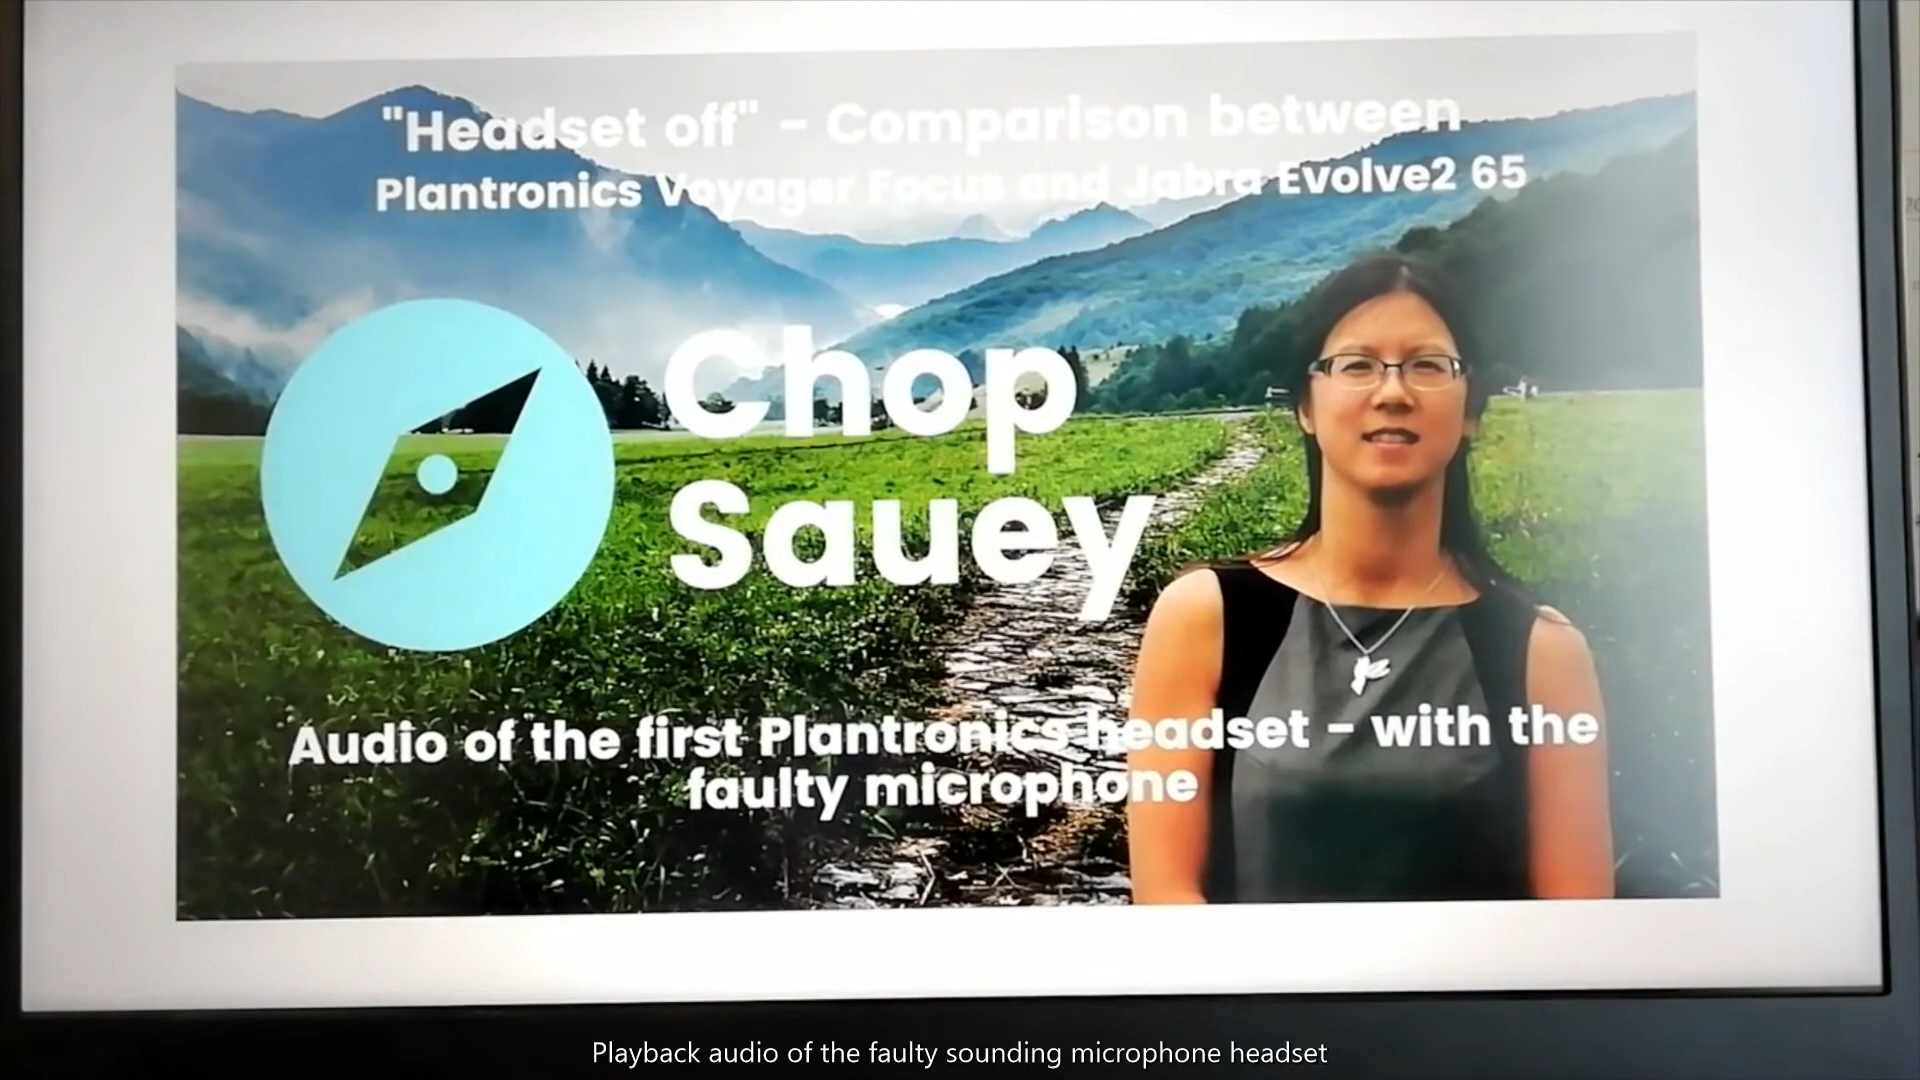 "Headset off" - Comparison between
Plantronics Voyager Focus and Jabra Evolve2 65
Chop
Sauey
Audio of the first Plantronics headset - with the
faulty microphone
Playback audio of the faulty sounding microphone headset